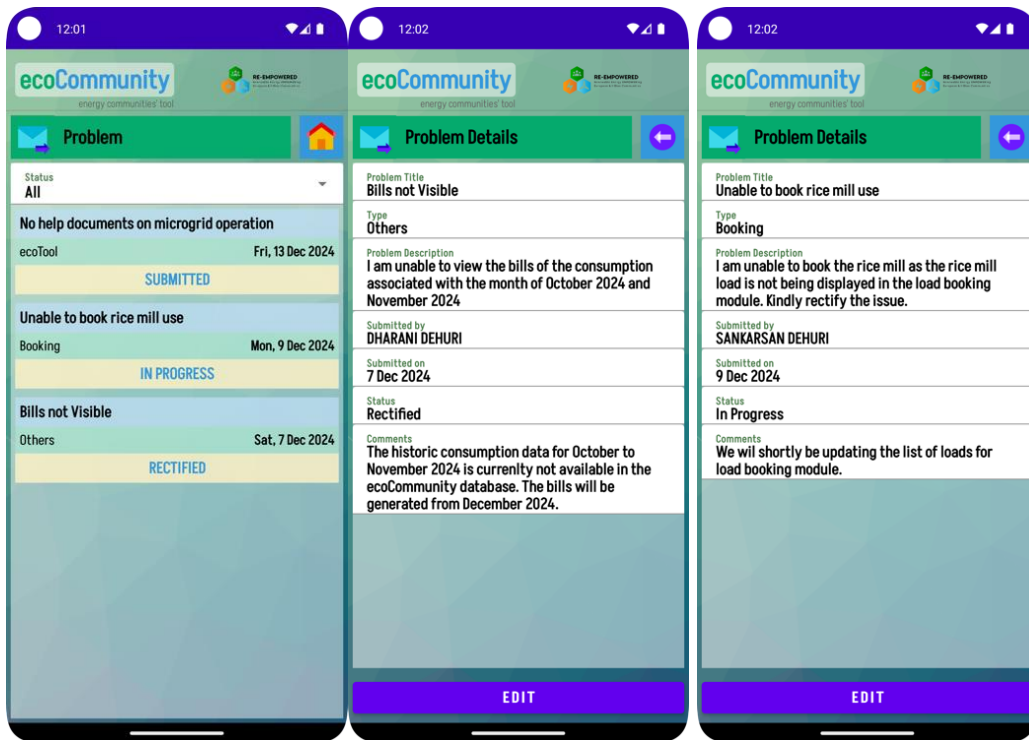 12:01
ecoCommunity
energy communities' tool
RE-EMPOWERED
Problem
Status
All
No help documents on microgrid operation
ecoTool Fri, 13 Dec 2024
SUBMITTED
Unable to book rice mill use
Booking Mon, 9 Dec 2024
IN PROGRESS
Bills not Visible
Others Sat, 7 Dec 2024
RECTIFIED
12:02
ecoCommunity
energy communities' tool
RE-EMPOWERED
Problem Details
Problem Title
Bills not Visible
Type
Others
Problem Description
I am unable to view the bills of the consumption
associated with the month of October 2024 and
November 2024
Submitted by
DHARANI DEHURI
Submitted on
7 Dec 2024
Status
Rectified
Comments
The historic consumption data for October to
November 2024 is currenlty not available in the
ecoCommunity database. The bills will be
generated from December 2024.
EDIT
12:02
ecoCommunity
energy communities' tool
RE-EMPOWERED
Problem Details
Problem Title
Unable to book rice mill use
Type
Booking
Problem Description
I am unable to book the rice mill as the rice mill
load is not being displayed in the load booking
module. Kindly rectify the issue.
Submitted by
SANKARSAN DEHURI
Submitted on
9 Dec 2024
Status
In Progress
Comments
We wil shortly be updating the list of loads for
load booking module.
EDIT